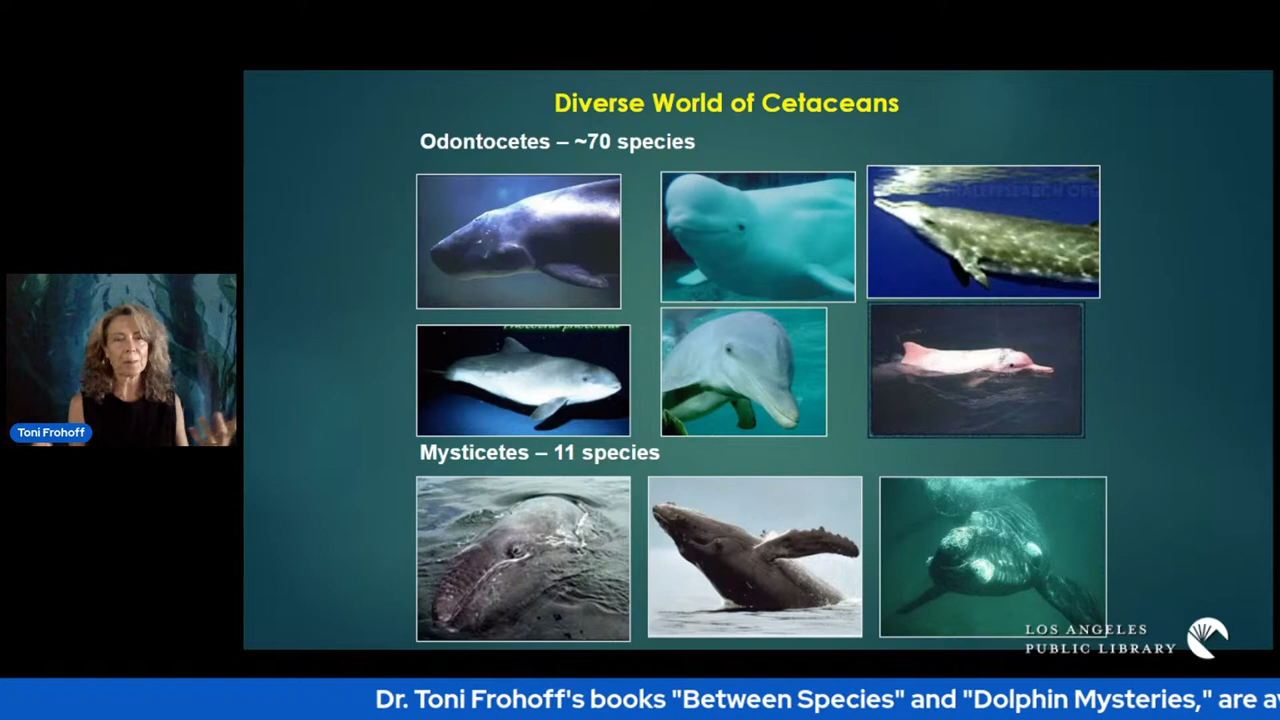 Diverse World of Cetaceans
Odontocetes – ~70 species
Mysticetes – 11 species
Toni Frohoff
LOS ANGELES
PUBLIC LIBRARY
Dr. Toni Frohoff's books "Between Species" and "Dolphin Mysteries," are